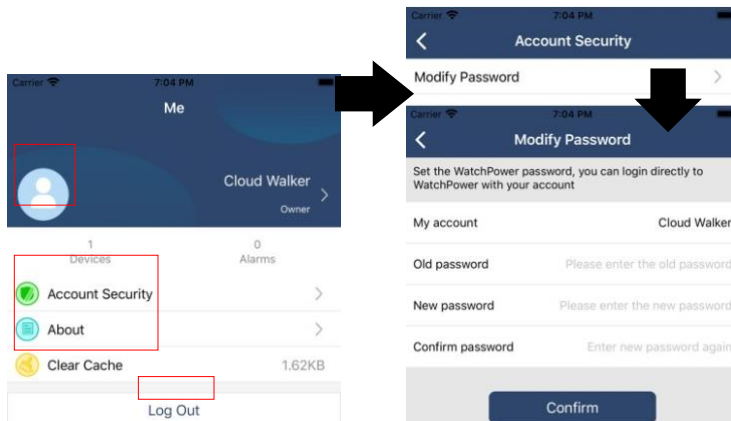 Carrier 7:04 PM
Me
Cloud Walker
Owner
1 0
Devices Alarms
Account Security
About
Clear Cache 1.62KB
Log Out
Carrier 7:04 PM
Account Security
Modify Password
Carrier 7:04 PM
Modify Password
Set the WatchPower password, you can login directly to
WatchPower with your account
My account Cloud Walker
Old password Please enter the old password
New password Please enter the new password
Confirm password Enter new password again
Confirm